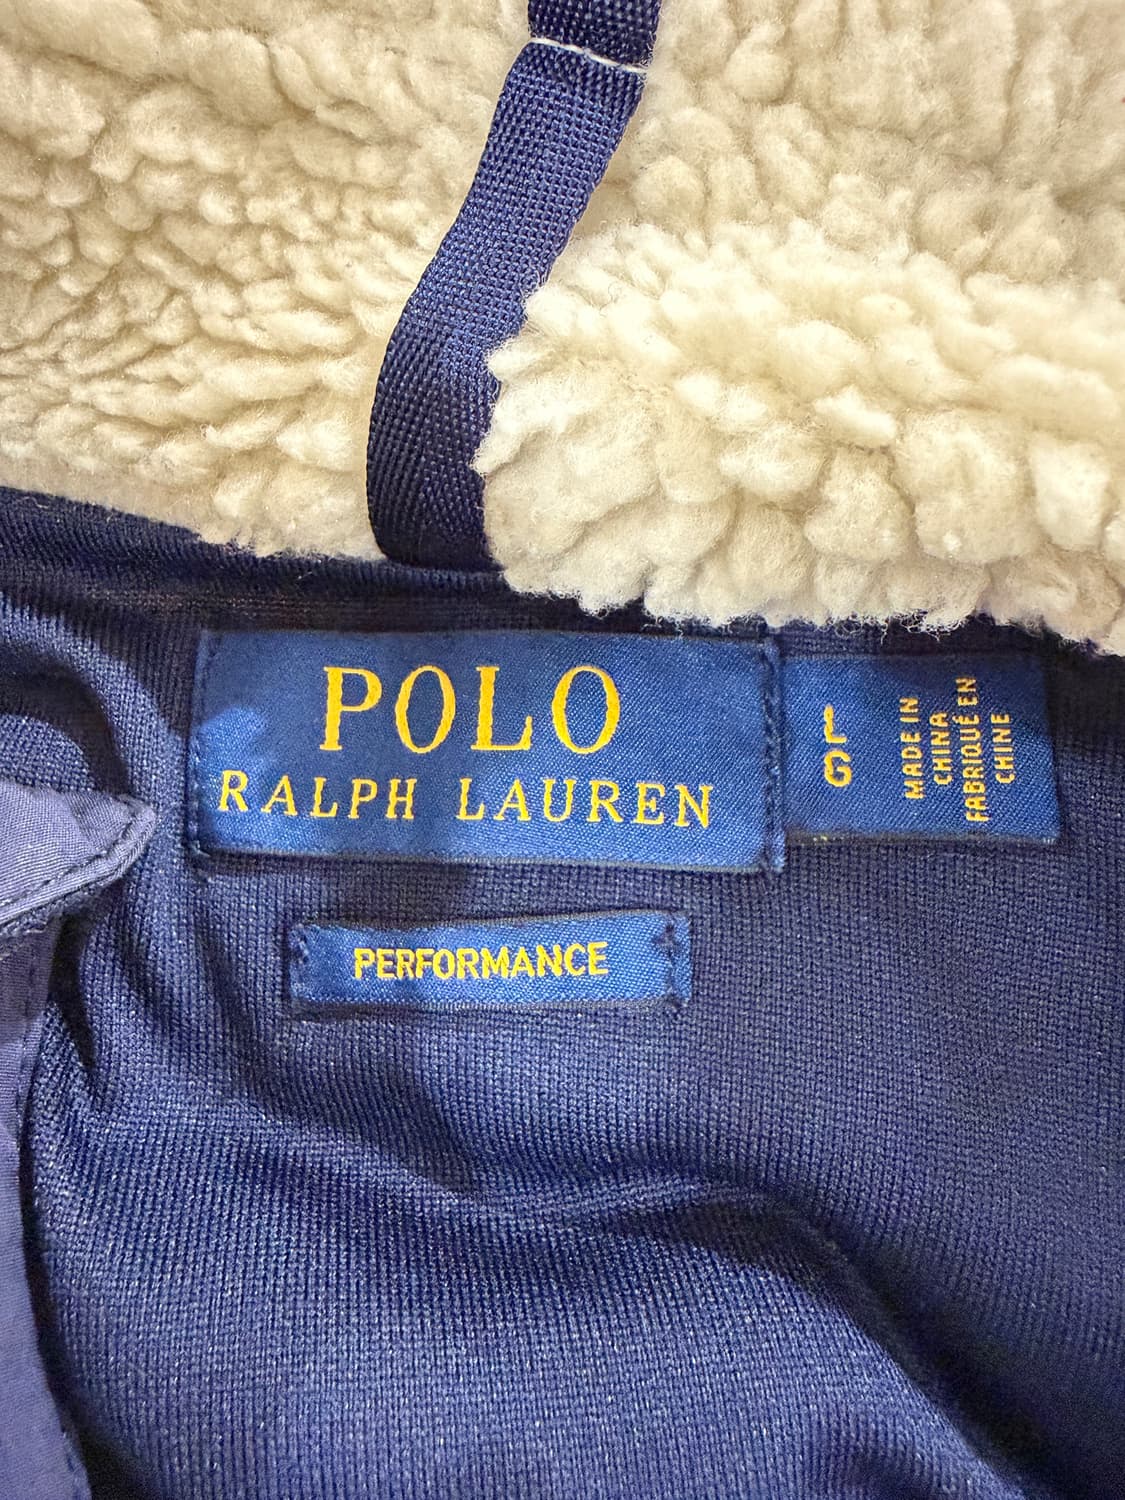 POLO
RALPH LAUREN
L
G
MADE IN
CHINA
FABRIQUÉ EN
CHINE
PERFORMANCE